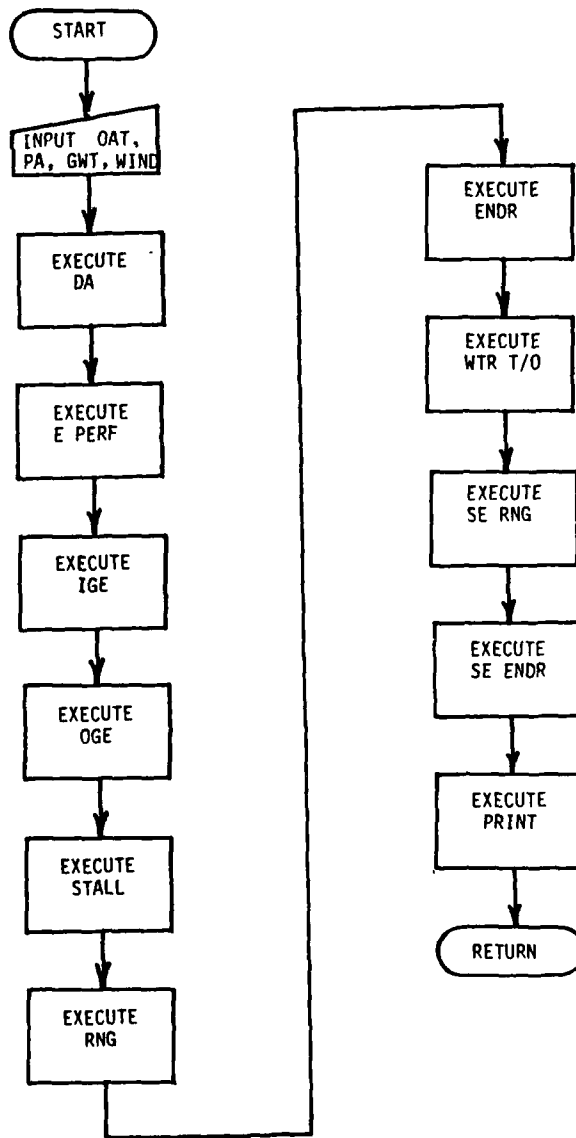 START
INPUT OAT,
PA, GWT, WIND
EXECUTE
DA
EXECUTE
E PERF
EXECUTE
IGE
EXECUTE
OGE
EXECUTE
STALL
EXECUTE
RNG
EXECUTE
ENDR
EXECUTE
WTR T/O
EXECUTE
SE RNG
EXECUTE
SE ENDR
EXECUTE
PRINT
RETURN